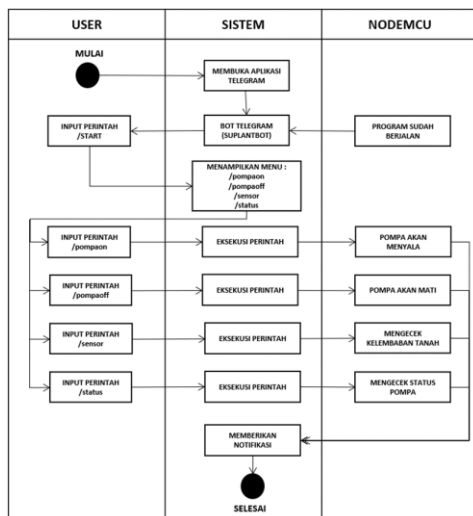 USER
SISTEM
NODEMCU
MULAI
MEMBUKA APLIKASI
TELEGRAM
INPUT PERINTAH
/START
BOT TELEGRAM
(SUPLANTBOT)
PROGRAM SUDAH
BERJALAN
MENAMPILKAN MENU :
/pompaon
/pompaoff
/sensor
/status
INPUT PERINTAH
/pompaon
EKSEKUSI PERINTAH
POMPA AKAN
MENYALA
INPUT PERINTAH
/pompaoff
EKSEKUSI PERINTAH
POMPA AKAN MATI
INPUT PERINTAH
/sensor
EKSEKUSI PERINTAH
MENGECEK
KELEMBABAN TANAH
INPUT PERINTAH
/status
EKSEKUSI PERINTAH
MENGECEK STATUS
POMPA
MEMBERIKAN
NOTIFIKASI
SELESAI